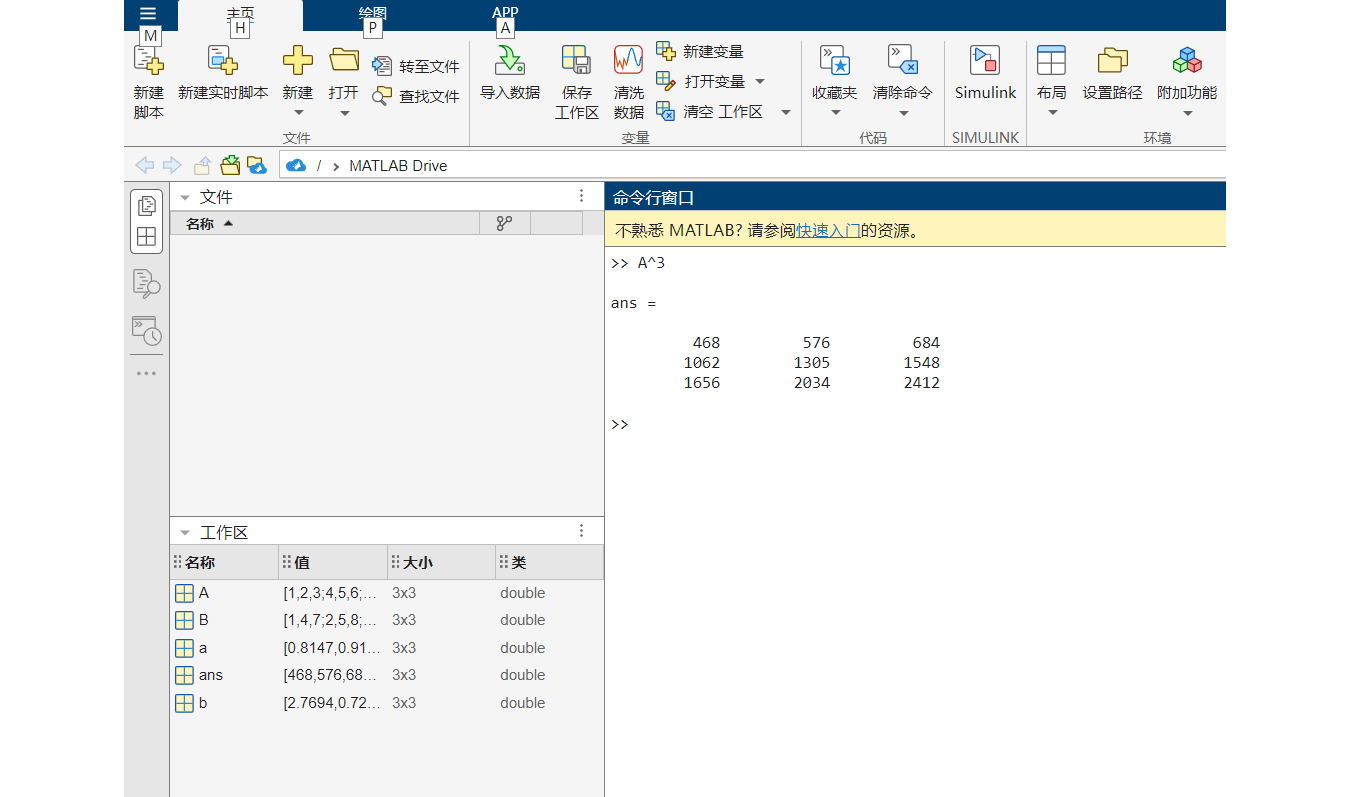 主页 绘图 APP
M H P A
新建脚本 新建实时脚本 新建 打开 转至文件 查找文件 导入数据 保存工作区 清洗数据 新建变量 打开变量 清空 工作区 收藏夹 清除命令 Simulink 布局 设置路径 附加功能
文件 变量 代码 SIMULINK 环境
/ › MATLAB Drive
文件
名称
命令行窗口
不熟悉 MATLAB? 请参阅快速入门的资源。
>> A^3
ans =
468 576 684
1062 1305 1548
1656 2034 2412
>>
工作区
名称 值 大小 类
A [1,2,3;4,5,6;... 3x3 double
B [1,4,7;2,5,8;... 3x3 double
a [0.8147,0.91... 3x3 double
ans [468,576,68... 3x3 double
b [2.7694,0.72... 3x3 double